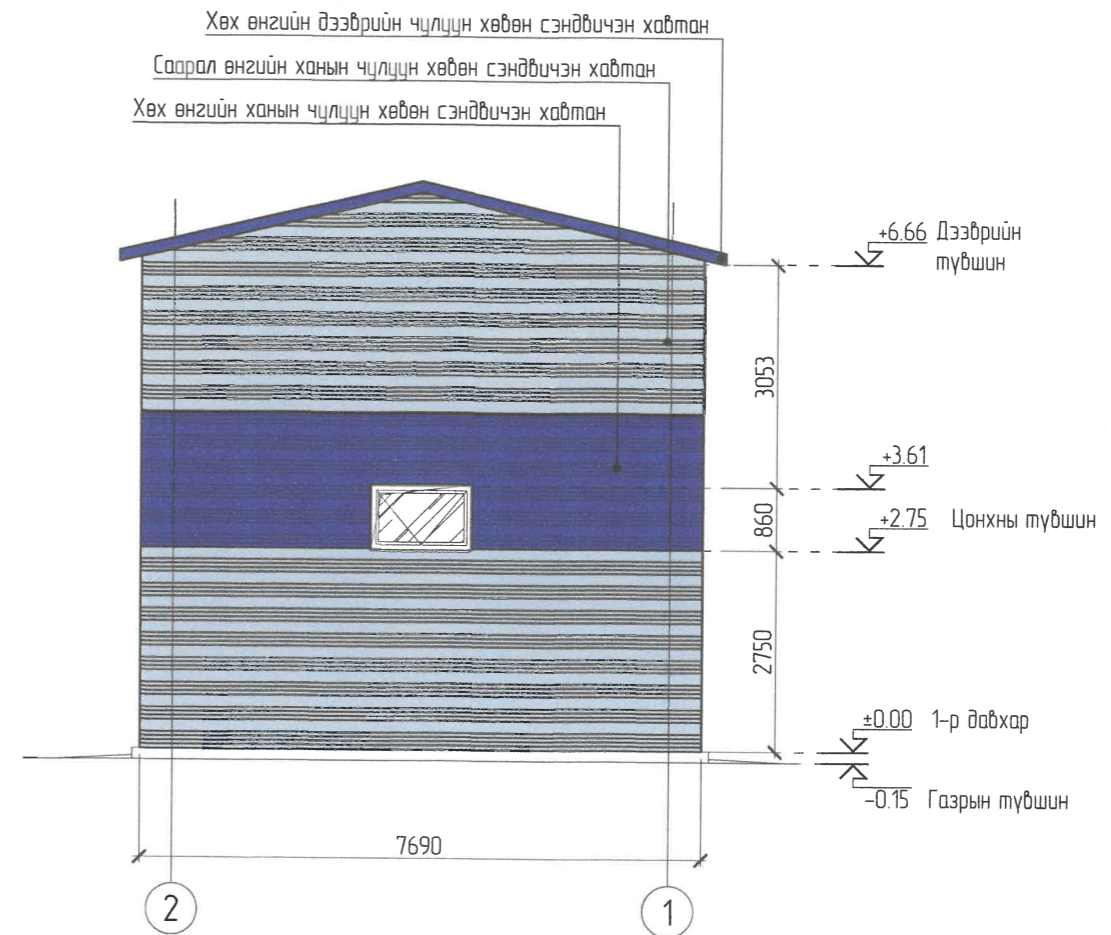 Хөх өнгийн дээврийн чулуун хөвөн сэндвичэн хавтан
Саарал өнгийн ханын чулуун хөвөн сэндвичэн хавтан
Хөх өнгийн ханын чулуун хөвөн сэндвичэн хавтан
+6.66 Дээврийн
түвшин
3053
+3.61
860
+2.75 Цонхны түвшин
2750
±0.00 1-р давхар
-0.15 Газрын түвшин
7690
2
1